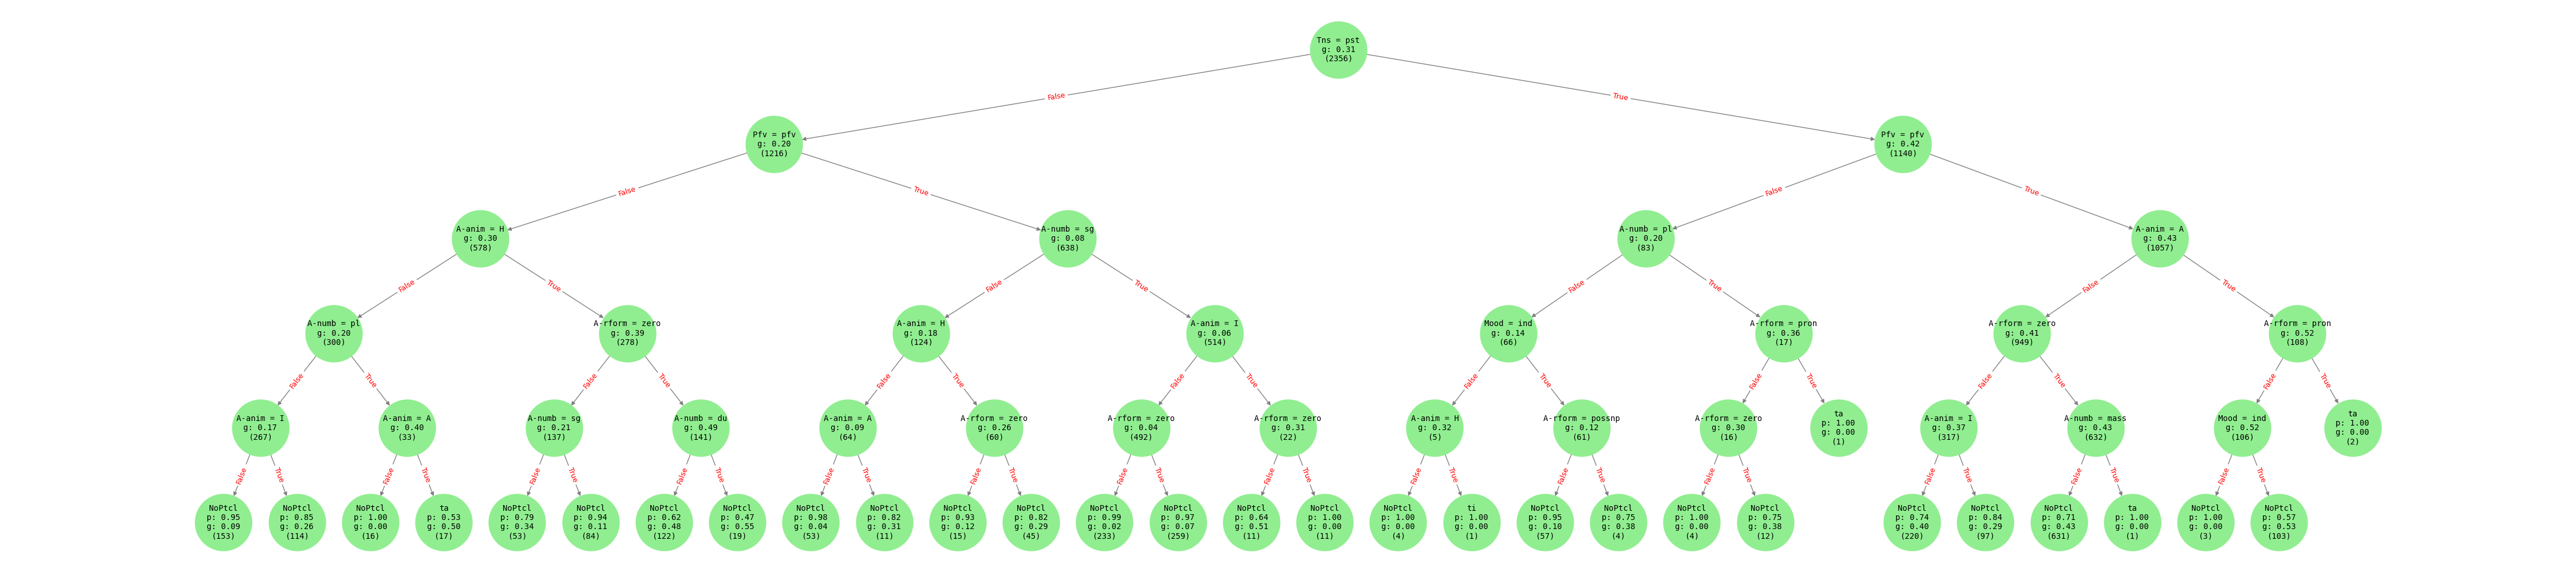 Tns = pst
g: 0.31
(2356)
False
True
Pfv = pfv
g: 0.20
(1216)
Pfv = pfv
g: 0.42
(1140)
False
True
False
True
A-anim = H
g: 0.30
(578)
A-numb = sg
g: 0.08
(638)
A-numb = pl
g: 0.20
(83)
A-anim = A
g: 0.43
(1057)
False
True
False
True
False
True
False
True
A-numb = pl
g: 0.20
(300)
A-rform = zero
g: 0.39
(278)
A-anim = H
g: 0.18
(124)
A-anim = I
g: 0.06
(514)
Mood = ind
g: 0.14
(66)
A-rform = pron
g: 0.36
(17)
A-rform = zero
g: 0.41
(949)
A-rform = pron
g: 0.52
(108)
False
True
False
True
False
True
False
True
False
True
False
True
False
True
False
True
A-anim = I
g: 0.17
(267)
A-anim = A
g: 0.40
(33)
A-numb = sg
g: 0.21
(137)
A-numb = du
g: 0.49
(141)
A-anim = A
g: 0.09
(64)
A-rform = zero
g: 0.26
(60)
A-rform = zero
g: 0.04
(492)
A-rform = zero
g: 0.31
(22)
A-anim = H
g: 0.32
(5)
A-rform = possnp
g: 0.12
(61)
A-rform = zero
g: 0.30
(16)
ta
p: 1.00
g: 0.00
(1)
A-anim = I
g: 0.37
(317)
A-numb = mass
g: 0.43
(632)
Mood = ind
g: 0.52
(106)
ta
p: 1.00
g: 0.00
(2)
False
True
False
True
False
True
False
True
False
True
False
True
False
True
False
True
False
True
False
True
False
True
False
True
False
True
False
True
NoPtcl
p: 0.95
g: 0.09
(153)
NoPtcl
p: 0.85
g: 0.26
(114)
NoPtcl
p: 1.00
g: 0.00
(16)
ta
p: 0.53
g: 0.50
(17)
NoPtcl
p: 0.79
g: 0.34
(53)
NoPtcl
p: 0.94
g: 0.11
(84)
NoPtcl
p: 0.62
g: 0.48
(122)
NoPtcl
p: 0.47
g: 0.55
(19)
NoPtcl
p: 0.98
g: 0.04
(53)
NoPtcl
p: 0.82
g: 0.31
(11)
NoPtcl
p: 0.93
g: 0.12
(15)
NoPtcl
p: 0.82
g: 0.29
(45)
NoPtcl
p: 0.99
g: 0.02
(233)
NoPtcl
p: 0.97
g: 0.07
(259)
NoPtcl
p: 0.64
g: 0.51
(11)
NoPtcl
p: 1.00
g: 0.00
(11)
NoPtcl
p: 1.00
g: 0.00
(4)
ti
p: 1.00
g: 0.00
(1)
NoPtcl
p: 0.95
g: 0.10
(57)
NoPtcl
p: 0.75
g: 0.38
(4)
NoPtcl
p: 1.00
g: 0.00
(4)
NoPtcl
p: 0.75
g: 0.38
(12)
NoPtcl
p: 0.74
g: 0.40
(220)
NoPtcl
p: 0.84
g: 0.29
(97)
NoPtcl
p: 0.71
g: 0.43
(631)
ta
p: 1.00
g: 0.00
(1)
NoPtcl
p: 1.00
g: 0.00
(3)
NoPtcl
p: 0.57
g: 0.53
(103)